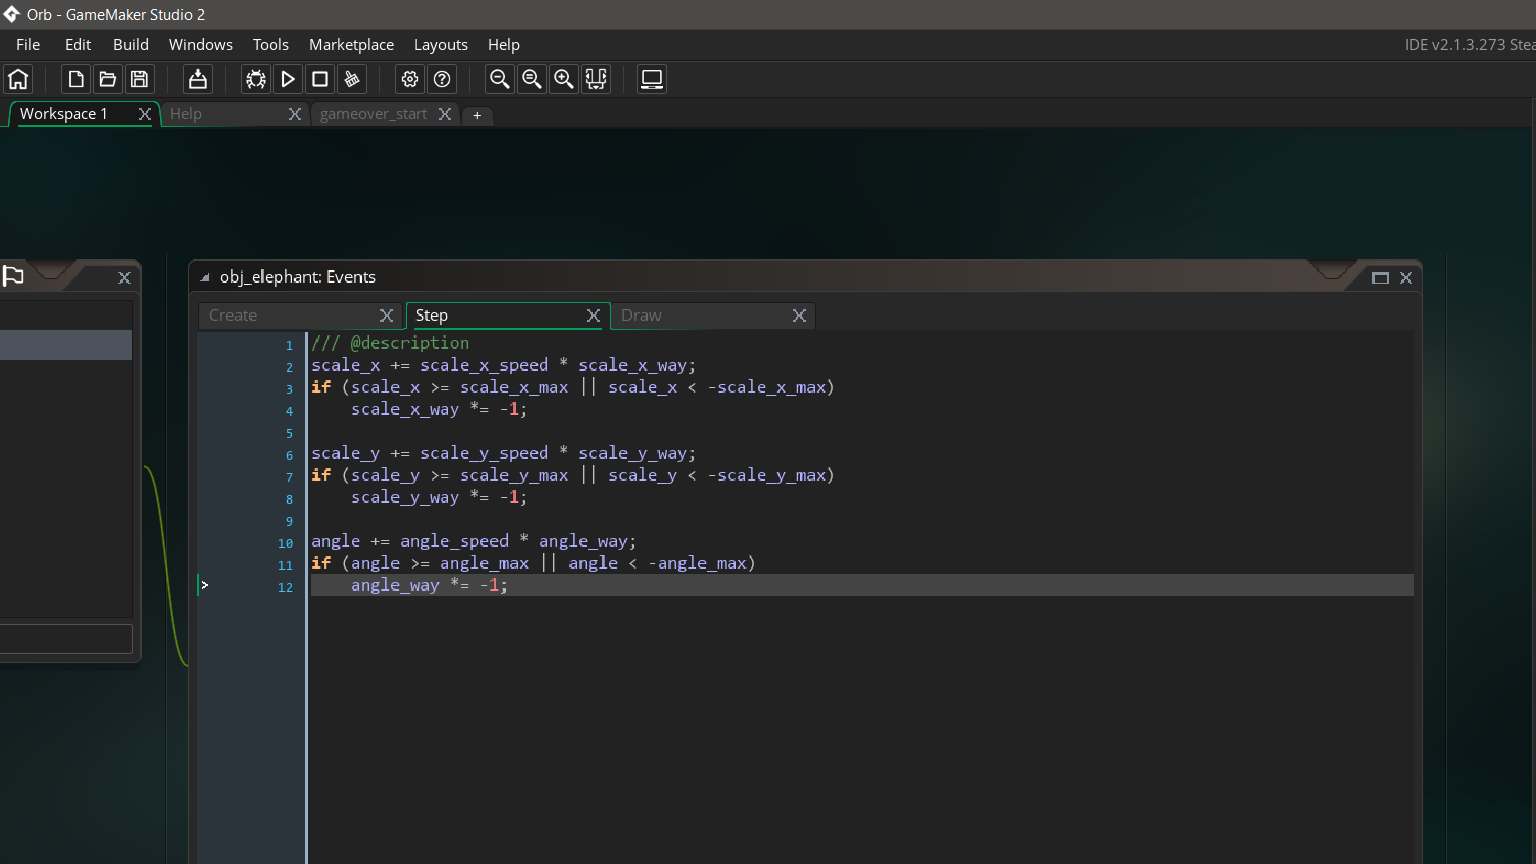 Orb - GameMaker Studio 2
File Edit Build Windows Tools Marketplace Layouts Help
IDE v2.1.3.273
Workspace 1 Help gameover_start +
obj_elephant: Events
Create Step Draw
1 /// @description
2 scale_x += scale_x_speed * scale_x_way;
3 if (scale_x >= scale_x_max || scale_x < -scale_x_max)
4 scale_x_way *= -1;
5
6 scale_y += scale_y_speed * scale_y_way;
7 if (scale_y >= scale_y_max || scale_y < -scale_y_max)
8 scale_y_way *= -1;
9
10 angle += angle_speed * angle_way;
11 if (angle >= angle_max || angle < -angle_max)
12 angle_way *= -1;